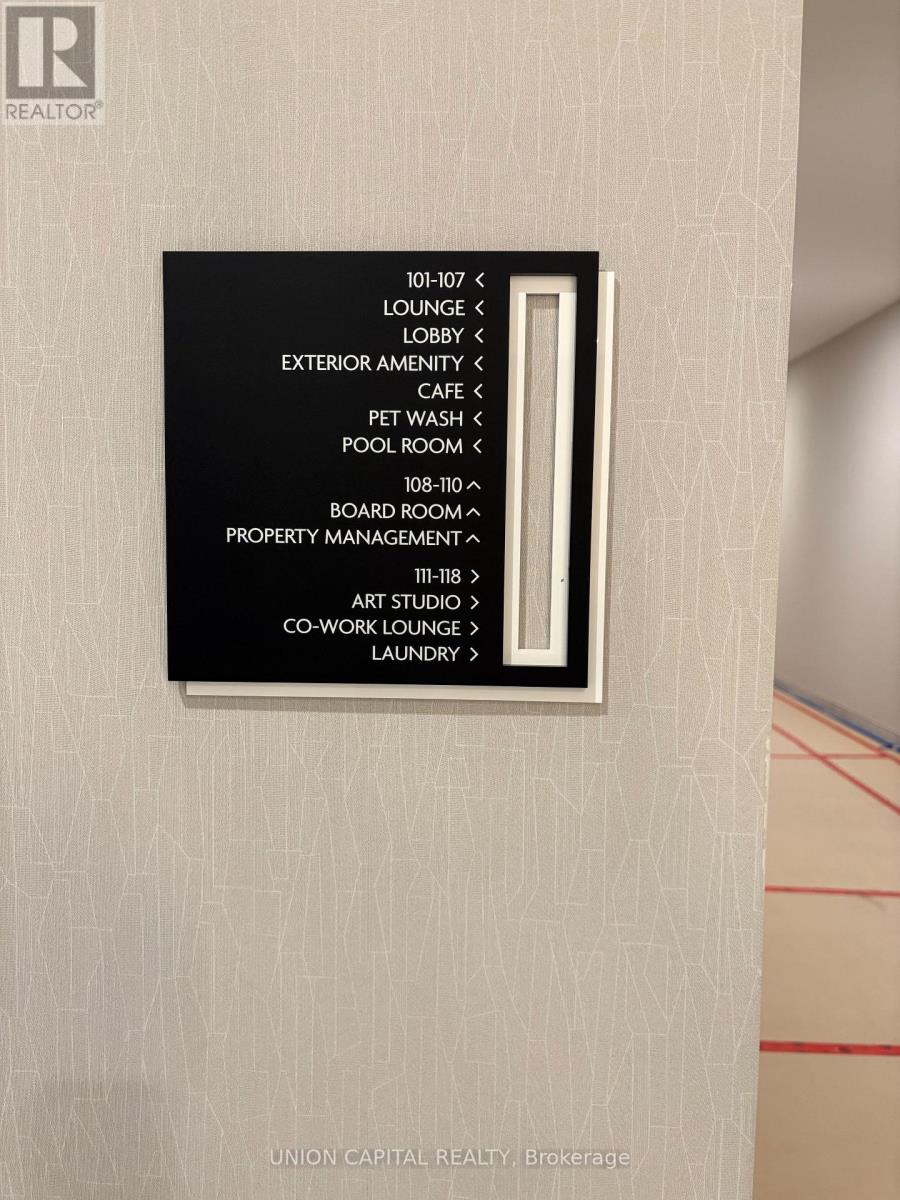 R
REALTOR®
101-107 <
LOUNGE <
LOBBY <
EXTERIOR AMENITY <
CAFE <
PET WASH <
POOL ROOM <
108-110 ^
BOARD ROOM ^
PROPERTY MANAGEMENT ^
111-118 >
ART STUDIO >
CO-WORK LOUNGE >
LAUNDRY >
UNION CAPITAL REALTY, Brokerage